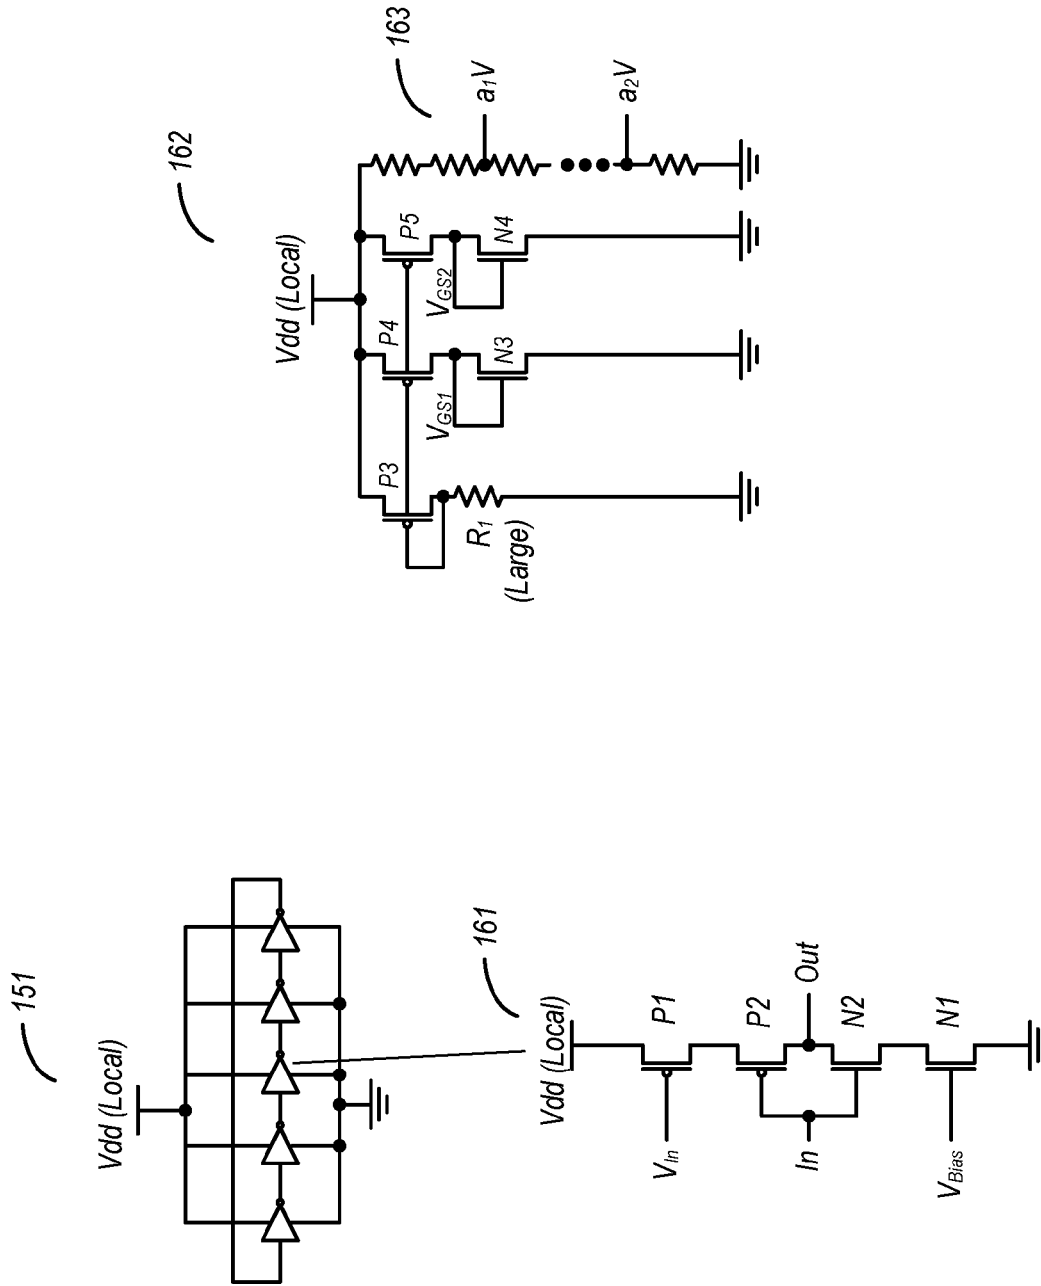 151
Vdd (Local)
161
Vdd (Local)
VIn
P1
P2
In
Out
N2
VBias
N1
162
163
Vdd (Local)
P3
P4
P5
a1V
VGS1
VGS2
N3
N4
R1
(Large)
a2V